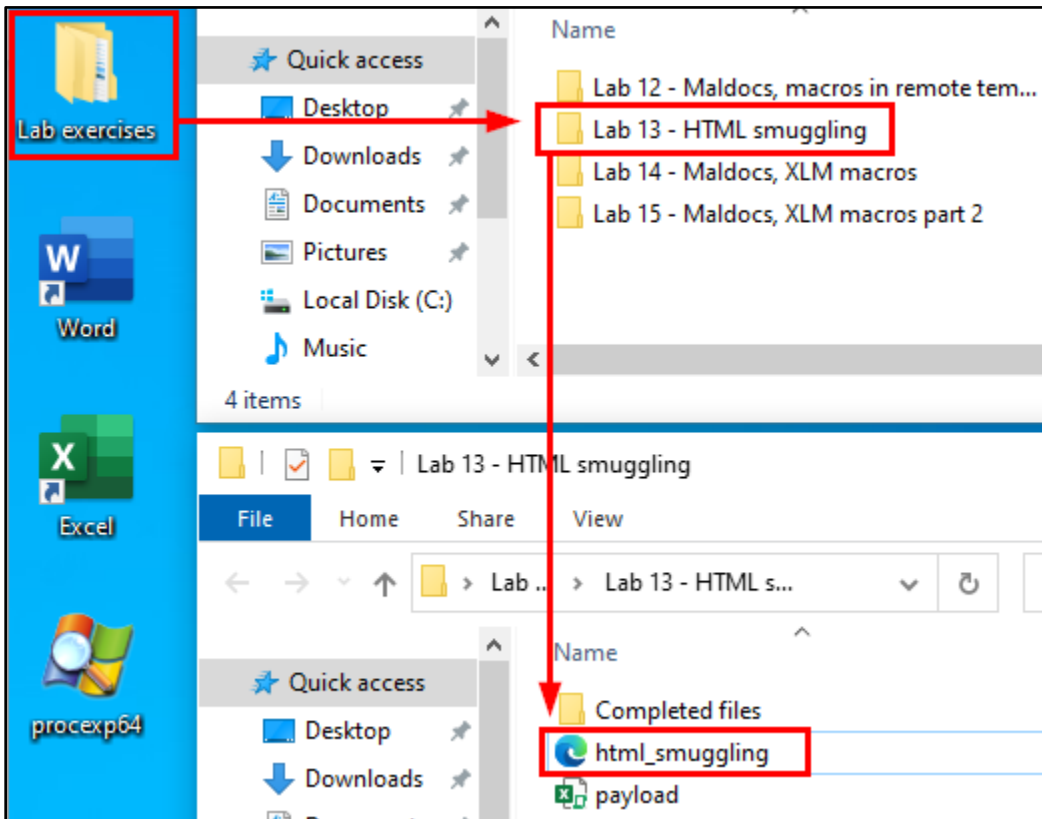 Lab exercises
Word
Excel
procexp64
Quick access
Desktop
Downloads
Documents
Pictures
Local Disk (C:)
Music
4 items
Name
Lab 12 - Maldocs, macros in remote tem...
Lab 13 - HTML smuggling
Lab 14 - Maldocs, XLM macros
Lab 15 - Maldocs, XLM macros part 2
Lab 13 - HTML smuggling
File Home Share View
Lab .. > Lab 13 - HTML s...
Quick access
Desktop
Downloads
Name
Completed files
html_smuggling
payload